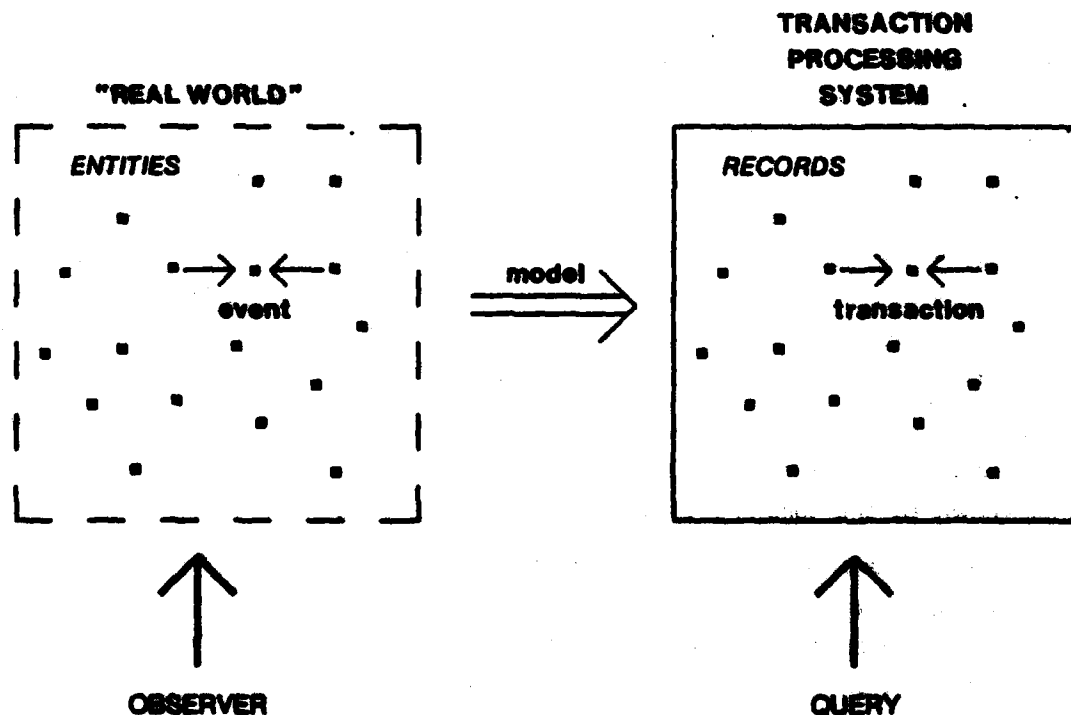 "REAL WORLD"
ENTITIES
event
OBSERVER
model
TRANSACTION
PROCESSING
SYSTEM
RECORDS
transaction
QUERY